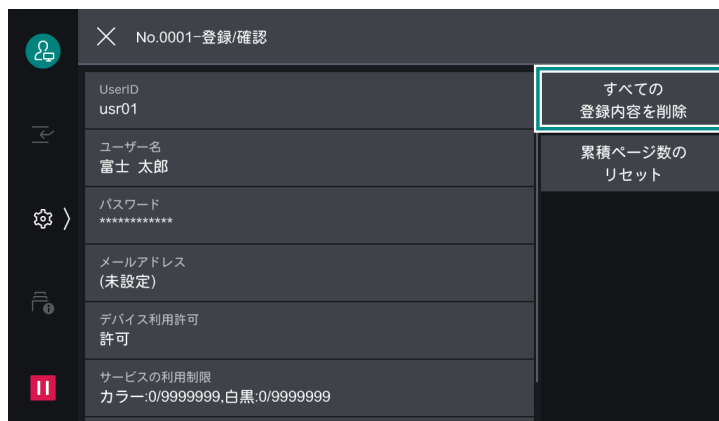 No.0001-登録/確認
UserID
usr01
ユーザー名
富士 太郎
パスワード
************
メールアドレス
(未設定)
デバイス利用許可
許可
サービスの利用制限
カラー:0/9999999,白黒:0/9999999
すべての
登録内容を削除
累積ページ数の
リセット